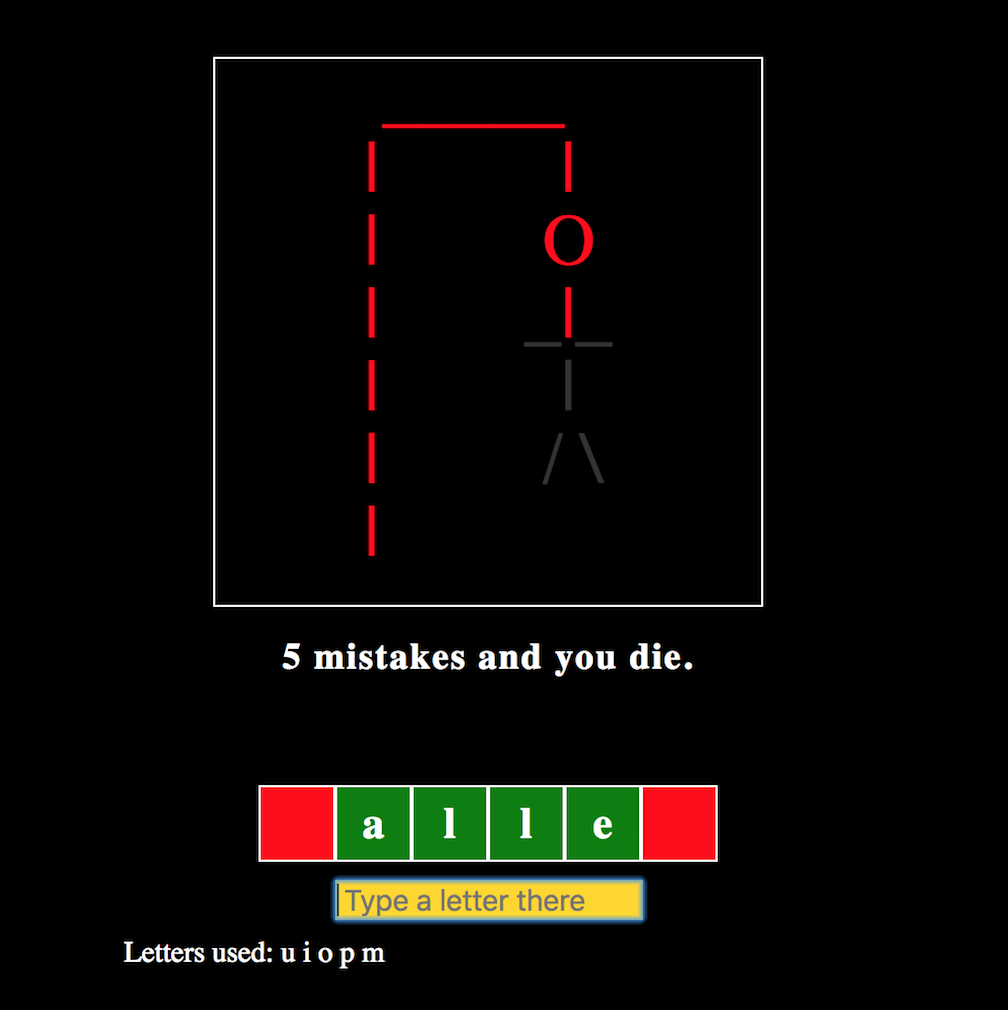 O
5 mistakes and you die.
a l l e
Type a letter there
Letters used: u i o p m